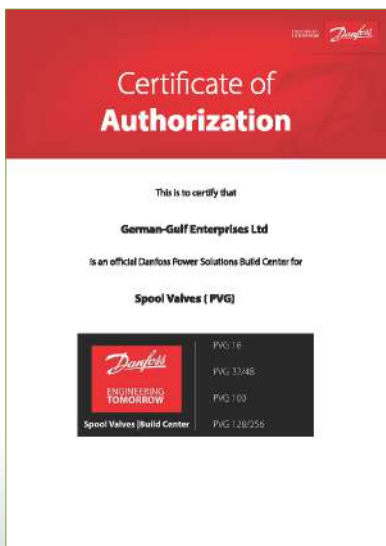 ENGINEERING
TOMORROW
Danfoss
Certificate of
Authorization
This is to certify that
German-Gulf Enterprises Ltd
is an official Danfoss Power Solutions Build Center for
Spool Valves ( PVG)
Danfoss
ENGINEERING
TOMORROW
Spool Valves |Build Center
PVG 16
PVG 32/48
PVG 100
PVG 128/256